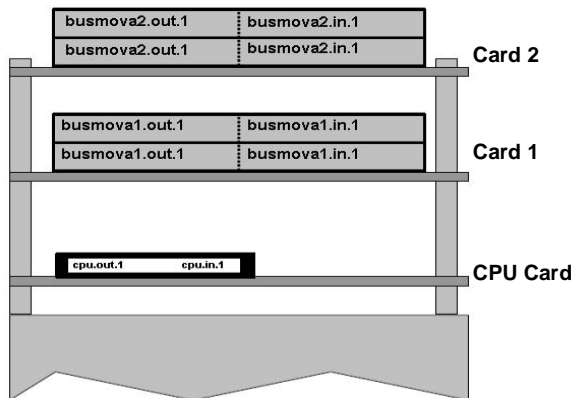 busmova2.out.1 busmova2.in.1
busmova2.out.1 busmova2.in.1
Card 2
busmova1.out.1 busmova1.in.1
busmova1.out.1 busmova1.in.1
Card 1
cpu.out.1 cpu.in.1
CPU Card